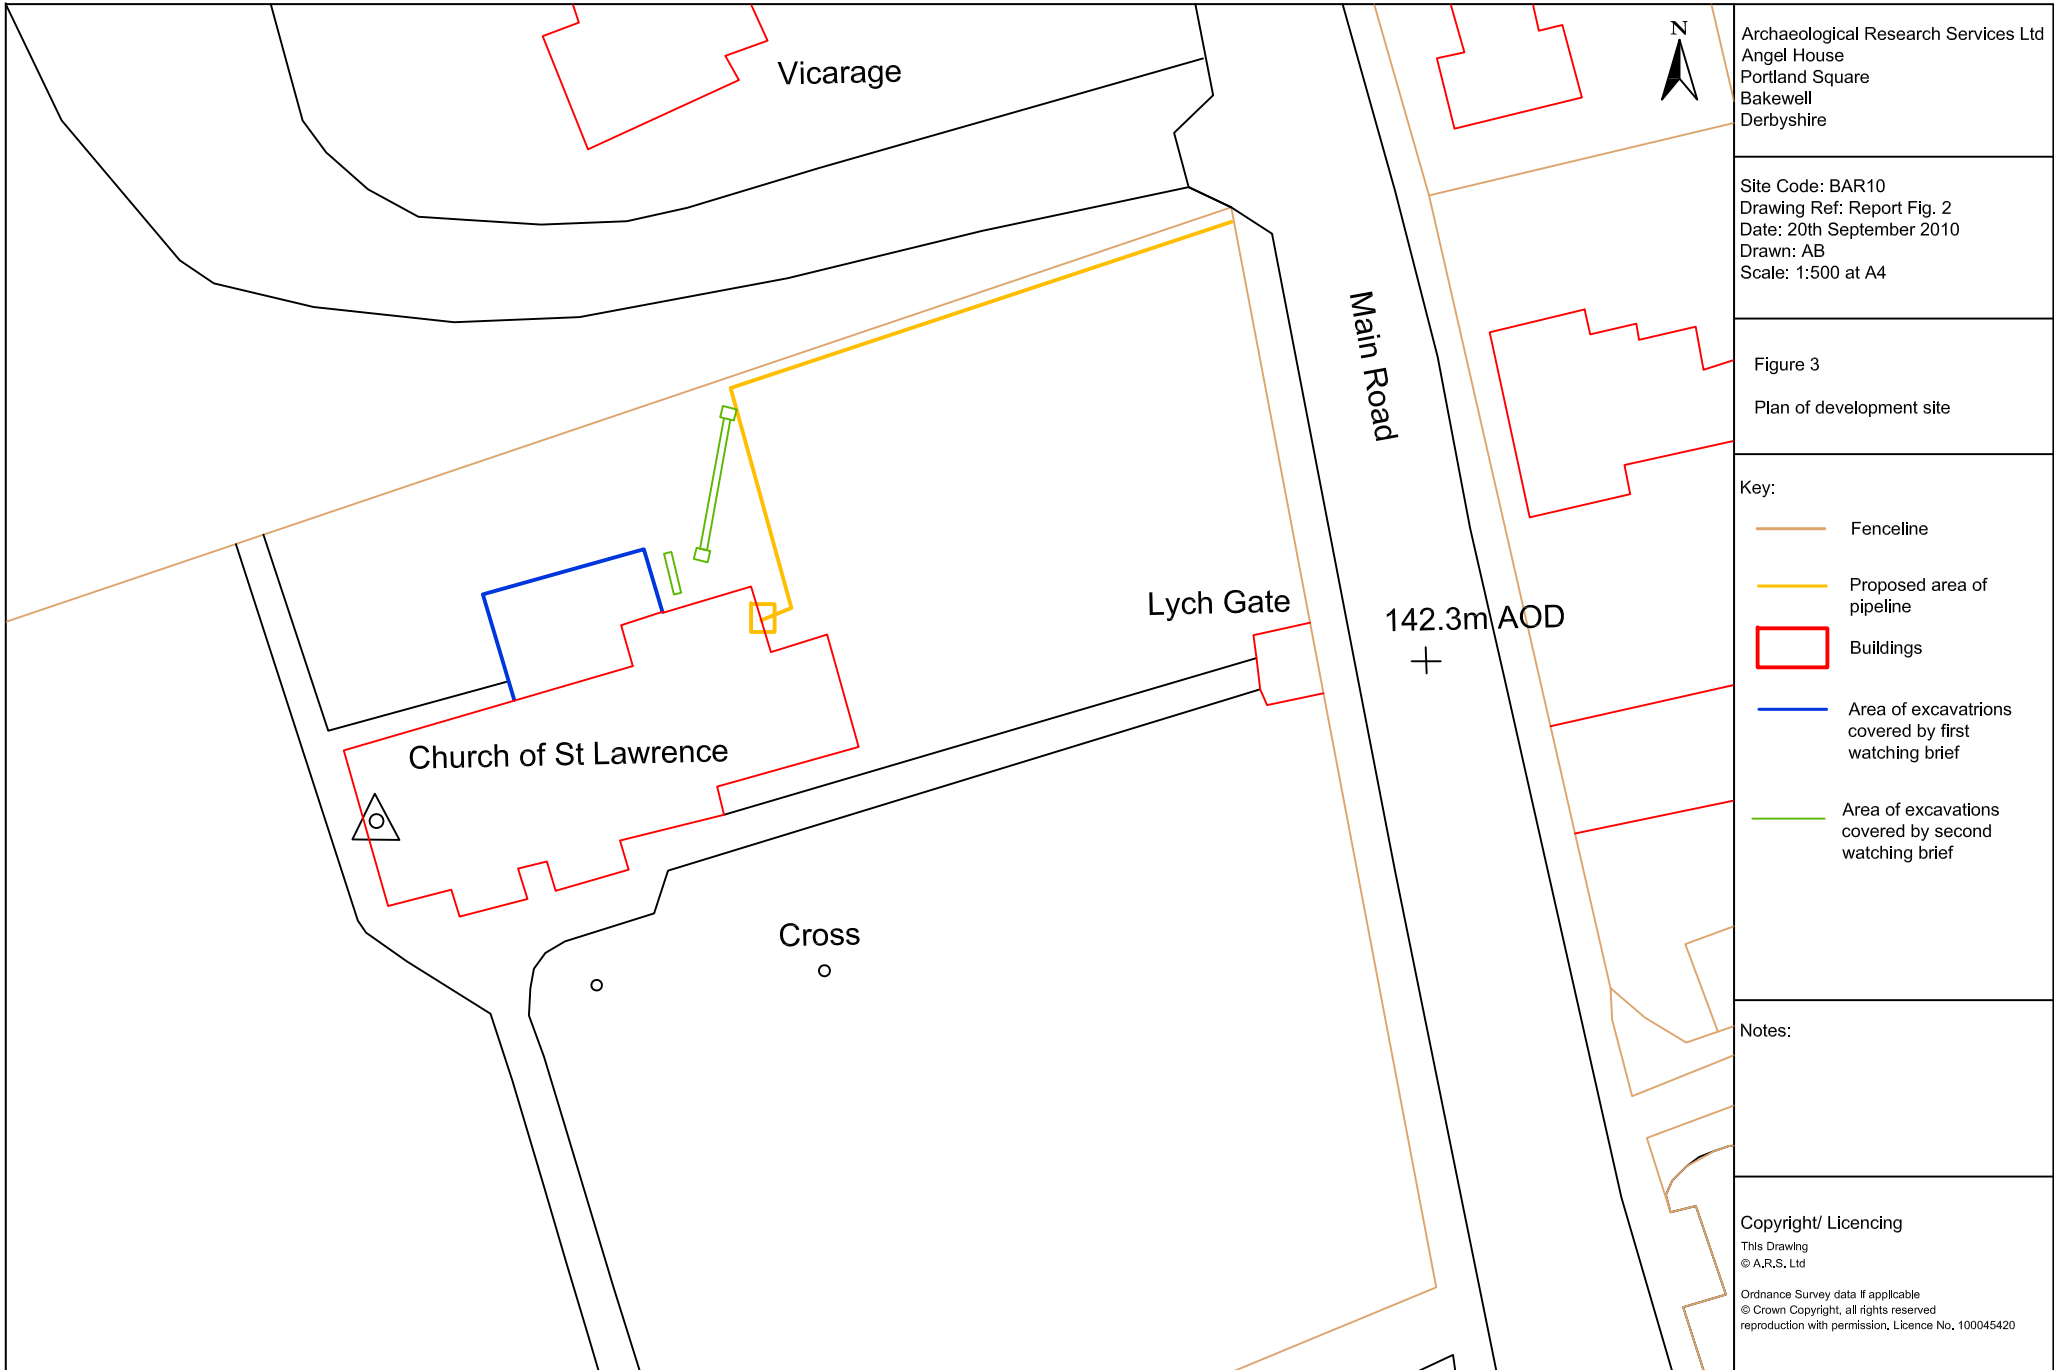 Vicarage
N
Main Road
Lych Gate
142.3m AOD
Church of St Lawrence
Cross
Archaeological Research Services Ltd
Angel House
Portland Square
Bakewell
Derbyshire
Site Code: BAR10
Drawing Ref: Report Fig. 2
Date: 20th September 2010
Drawn: AB
Scale: 1:500 at A4
Figure 3
Plan of development site
Key:
Fenceline
Proposed area of
pipeline
Buildings
Area of excavatrions
covered by first
watching brief
Area of excavations
covered by second
watching brief
Notes:
Copyright/ Licencing
This Drawing
© A.R.S. Ltd
Ordnance Survey data if applicable
© Crown Copyright, all rights reserved
reproduction with permission. Licence No. 100045420